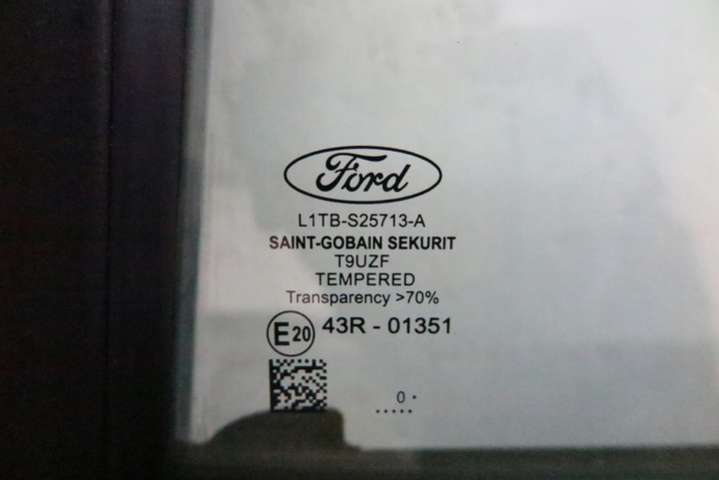 Ford
L1TB-S25713-A
SAINT-GOBAIN SEKURIT
T9UZF
TEMPERED
Transparency >70%
E20 43R - 01351
0 •
•••••